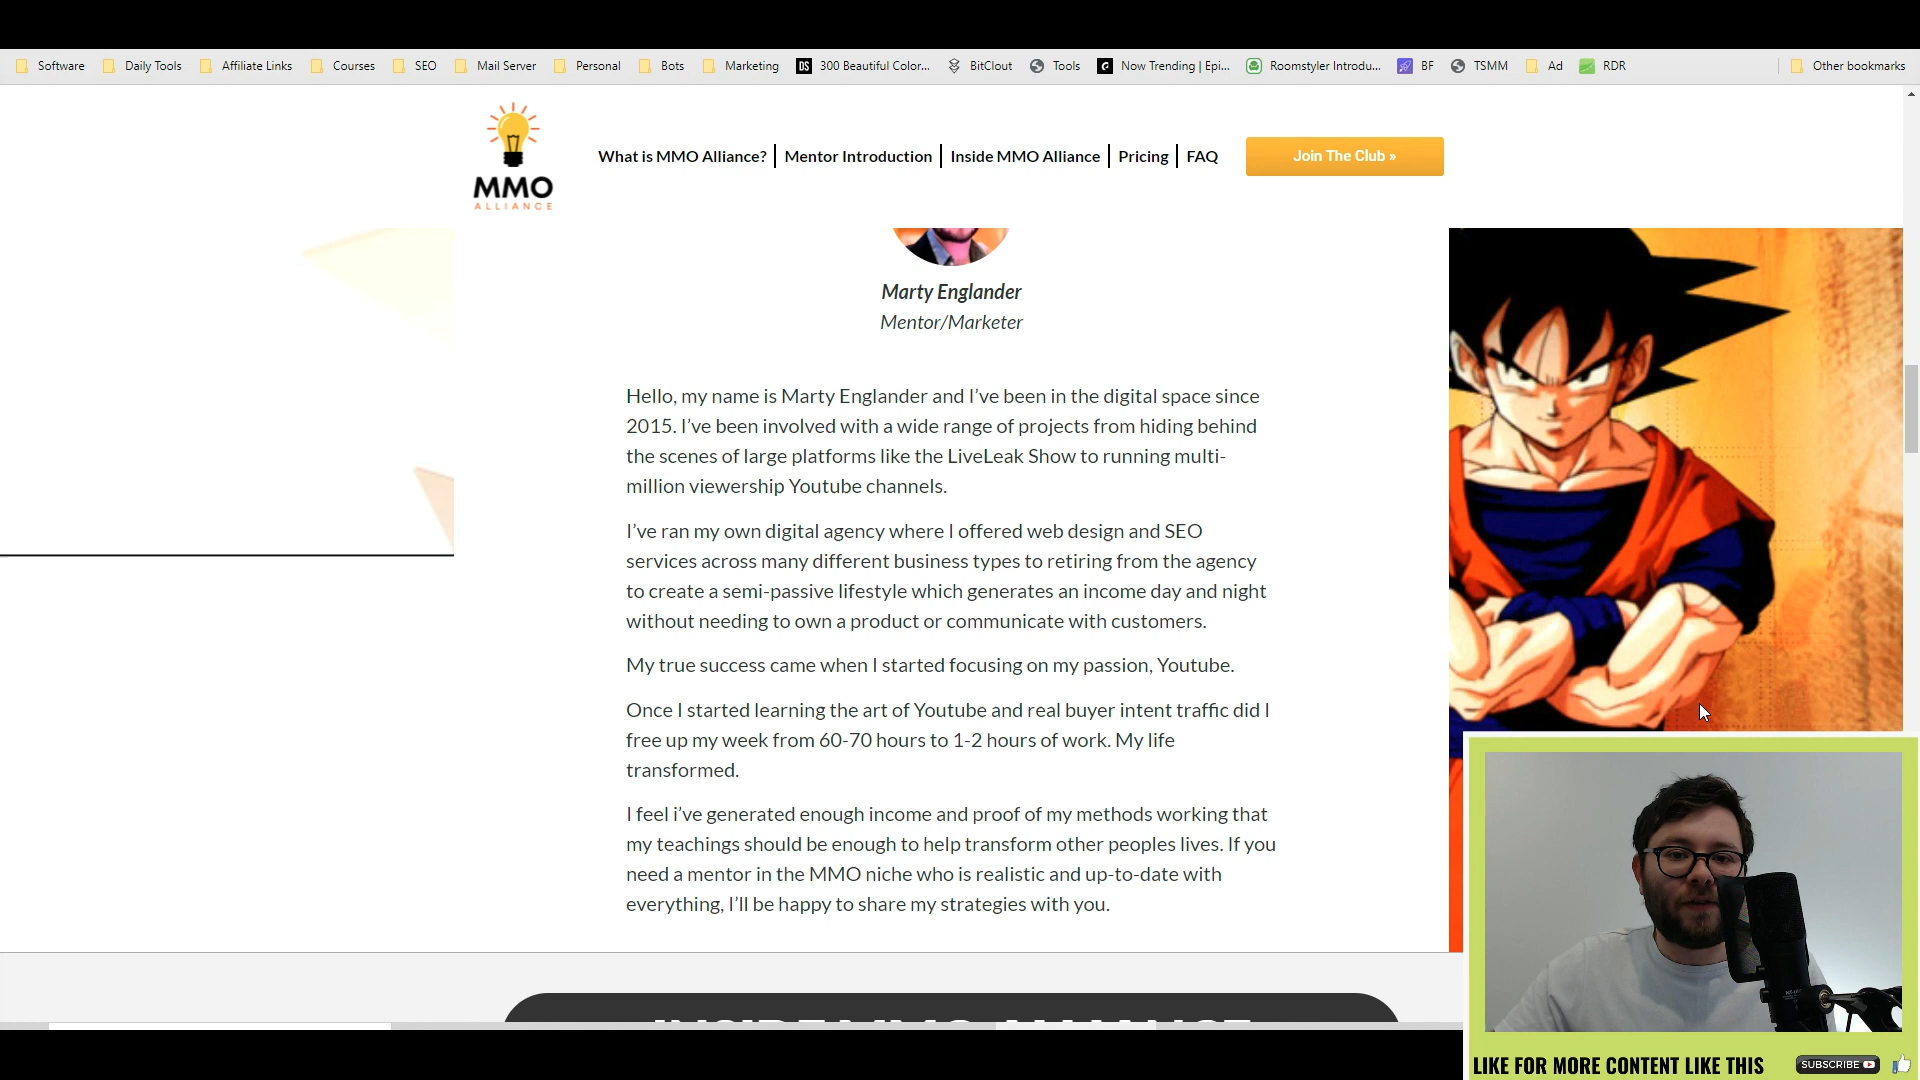 Software Daily Tools Affiliate Links Courses SEO Mail Server Personal Bots Marketing DS 300 Beautiful Color... BitClout Tools Now Trending | Epi... Roomstyler Introdu... BF TSMM Ad RDR Other bookmarks
MMO
ALLIANCE
What is MMO Alliance? Mentor Introduction Inside MMO Alliance Pricing FAQ Join The Club »
Marty Englander
Mentor/Marketer
Hello, my name is Marty Englander and I’ve been in the digital space since
2015. I’ve been involved with a wide range of projects from hiding behind
the scenes of large platforms like the LiveLeak Show to running multi-
million viewership Youtube channels.
I’ve ran my own digital agency where I offered web design and SEO
services across many different business types to retiring from the agency
to create a semi-passive lifestyle which generates an income day and night
without needing to own a product or communicate with customers.
My true success came when I started focusing on my passion, Youtube.
Once I started learning the art of Youtube and real buyer intent traffic did I
free up my week from 60-70 hours to 1-2 hours of work. My life
transformed.
I feel i’ve generated enough income and proof of my methods working that
my teachings should be enough to help transform other peoples lives. If you
need a mentor in the MMO niche who is realistic and up-to-date with
everything, I’ll be happy to share my strategies with you.
INSIDE MMO ALLIANCE
LIKE FOR MORE CONTENT LIKE THIS
SUBSCRIBE